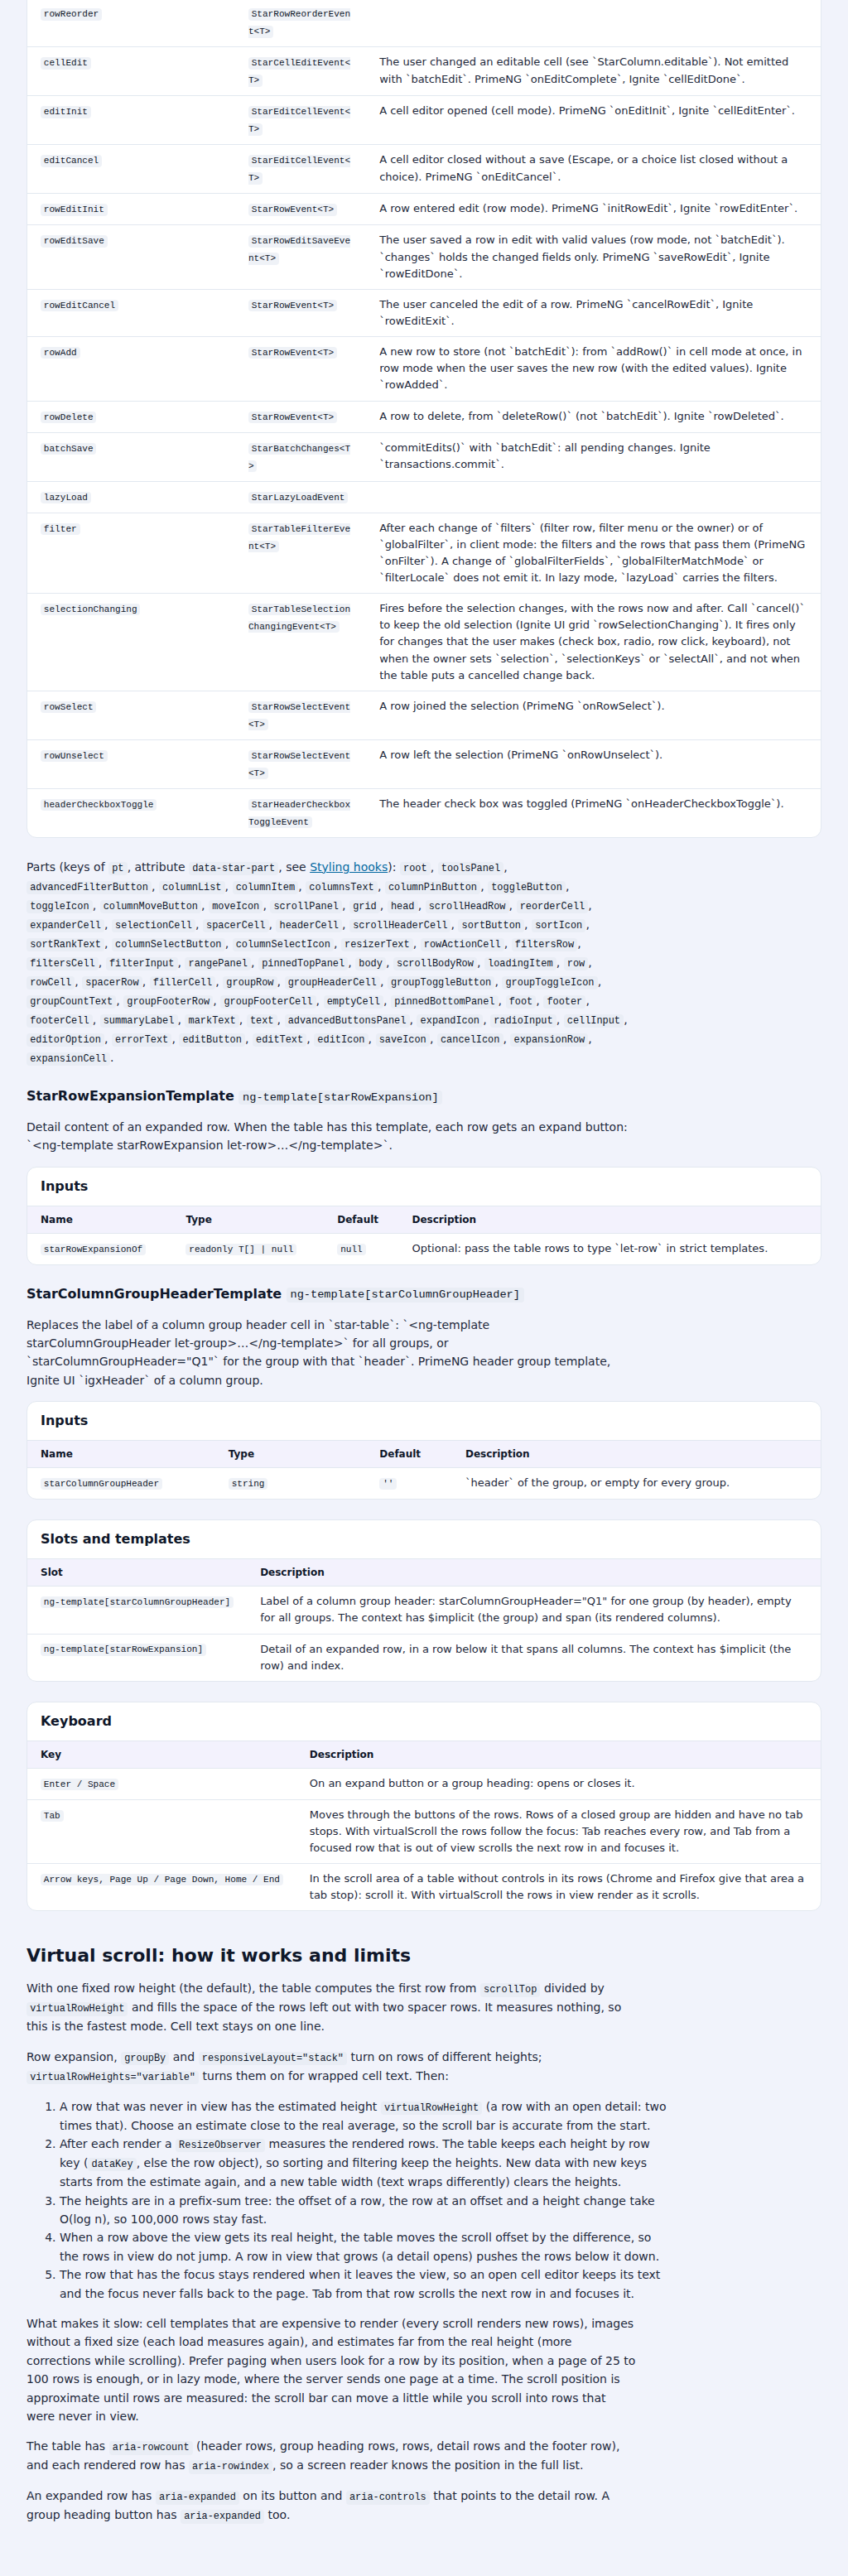 rowReorder StarRowReorderEven
t<T>
cellEdit StarCellEditEvent< The user changed an editable cell (see `StarColumn.editable`). Not emitted
T> with `batchEdit`. PrimeNG `onEditComplete`, Ignite `cellEditDone`.
editInit StarEditCellEvent< A cell editor opened (cell mode). PrimeNG `onEditInit`, Ignite `cellEditEnter`.
T>
editCancel StarEditCellEvent< A cell editor closed without a save (Escape, or a choice list closed without a
T> choice). PrimeNG `onEditCancel`.
rowEditInit StarRowEvent<T> A row entered edit (row mode). PrimeNG `initRowEdit`, Ignite `rowEditEnter`.
rowEditSave StarRowEditSaveEve The user saved a row in edit with valid values (row mode, not `batchEdit`).
nt<T> `changes` holds the changed fields only. PrimeNG `saveRowEdit`, Ignite
`rowEditDone`.
rowEditCancel StarRowEvent<T> The user canceled the edit of a row. PrimeNG `cancelRowEdit`, Ignite
`rowEditExit`.
rowAdd StarRowEvent<T> A new row to store (not `batchEdit`): from `addRow()` in cell mode at once, in
row mode when the user saves the new row (with the edited values). Ignite
`rowAdded`.
rowDelete StarRowEvent<T> A row to delete, from `deleteRow()` (not `batchEdit`). Ignite `rowDeleted`.
batchSave StarBatchChanges<T `commitEdits()` with `batchEdit`: all pending changes. Ignite
> `transactions.commit`.
lazyLoad StarLazyLoadEvent
filter StarTableFilterEve After each change of `filters` (filter row, filter menu or the owner) or of
nt<T> `globalFilter`, in client mode: the filters and the rows that pass them (PrimeNG
`onFilter`). A change of `globalFilterFields`, `globalFilterMatchMode` or
`filterLocale` does not emit it. In lazy mode, `lazyLoad` carries the filters.
selectionChanging StarTableSelection Fires before the selection changes, with the rows now and after. Call `cancel()`
ChangingEvent<T> to keep the old selection (Ignite UI grid `rowSelectionChanging`). It fires only
for changes that the user makes (check box, radio, row click, keyboard), not
when the owner sets `selection`, `selectionKeys` or `selectAll`, and not when
the table puts a cancelled change back.
rowSelect StarRowSelectEvent A row joined the selection (PrimeNG `onRowSelect`).
<T>
rowUnselect StarRowSelectEvent A row left the selection (PrimeNG `onRowUnselect`).
<T>
headerCheckboxToggle StarHeaderCheckbox The header check box was toggled (PrimeNG `onHeaderCheckboxToggle`).
ToggleEvent
Parts (keys of pt, attribute data-star-part, see Styling hooks): root, toolsPanel,
advancedFilterButton, columnList, columnItem, columnsText, columnPinButton, toggleButton,
toggleIcon, columnMoveButton, moveIcon, scrollPanel, grid, head, scrollHeadRow, reorderCell,
expanderCell, selectionCell, spacerCell, headerCell, scrollHeaderCell, sortButton, sortIcon,
sortRankText, columnSelectButton, columnSelectIcon, resizerText, rowActionCell, filtersRow,
filtersCell, filterInput, rangePanel, pinnedTopPanel, body, scrollBodyRow, loadingItem, row,
rowCell, spacerRow, fillerCell, groupRow, groupHeaderCell, groupToggleButton, groupToggleIcon,
groupCountText, groupFooterRow, groupFooterCell, emptyCell, pinnedBottomPanel, foot, footer,
footerCell, summaryLabel, markText, text, advancedButtonsPanel, expandIcon, radioInput, cellInput,
editorOption, errorText, editButton, editText, editIcon, saveIcon, cancelIcon, expansionRow,
expansionCell.
StarRowExpansionTemplate ng-template[starRowExpansion]
Detail content of an expanded row. When the table has this template, each row gets an expand button:
`<ng-template starRowExpansion let-row>…</ng-template>`.
Inputs
Name Type Default Description
starRowExpansionOf readonly T[] | null null Optional: pass the table rows to type `let-row` in strict templates.
StarColumnGroupHeaderTemplate ng-template[starColumnGroupHeader]
Replaces the label of a column group header cell in `star-table`: `<ng-template
starColumnGroupHeader let-group>…</ng-template>` for all groups, or
`starColumnGroupHeader="Q1"` for the group with that `header`. PrimeNG header group template,
Ignite UI `igxHeader` of a column group.
Inputs
Name Type Default Description
starColumnGroupHeader string '' `header` of the group, or empty for every group.
Slots and templates
Slot Description
ng-template[starColumnGroupHeader] Label of a column group header: starColumnGroupHeader="Q1" for one group (by header), empty
for all groups. The context has $implicit (the group) and span (its rendered columns).
ng-template[starRowExpansion] Detail of an expanded row, in a row below it that spans all columns. The context has $implicit (the
row) and index.
Keyboard
Key Description
Enter / Space On an expand button or a group heading: opens or closes it.
Tab Moves through the buttons of the rows. Rows of a closed group are hidden and have no tab
stops. With virtualScroll the rows follow the focus: Tab reaches every row, and Tab from a
focused row that is out of view scrolls the next row in and focuses it.
Arrow keys, Page Up / Page Down, Home / End In the scroll area of a table without controls in its rows (Chrome and Firefox give that area a
tab stop): scroll it. With virtualScroll the rows in view render as it scrolls.
Virtual scroll: how it works and limits
With one fixed row height (the default), the table computes the first row from scrollTop divided by
virtualRowHeight and fills the space of the rows left out with two spacer rows. It measures nothing, so
this is the fastest mode. Cell text stays on one line.
Row expansion, groupBy and responsiveLayout="stack" turn on rows of different heights;
virtualRowHeights="variable" turns them on for wrapped cell text. Then:
1. A row that was never in view has the estimated height virtualRowHeight (a row with an open detail: two
times that). Choose an estimate close to the real average, so the scroll bar is accurate from the start.
2. After each render a ResizeObserver measures the rendered rows. The table keeps each height by row
key (dataKey, else the row object), so sorting and filtering keep the heights. New data with new keys
starts from the estimate again, and a new table width (text wraps differently) clears the heights.
3. The heights are in a prefix-sum tree: the offset of a row, the row at an offset and a height change take
O(log n), so 100,000 rows stay fast.
4. When a row above the view gets its real height, the table moves the scroll offset by the difference, so
the rows in view do not jump. A row in view that grows (a detail opens) pushes the rows below it down.
5. The row that has the focus stays rendered when it leaves the view, so an open cell editor keeps its text
and the focus never falls back to the page. Tab from that row scrolls the next row in and focuses it.
What makes it slow: cell templates that are expensive to render (every scroll renders new rows), images
without a fixed size (each load measures again), and estimates far from the real height (more
corrections while scrolling). Prefer paging when users look for a row by its position, when a page of 25 to
100 rows is enough, or in lazy mode, where the server sends one page at a time. The scroll position is
approximate until rows are measured: the scroll bar can move a little while you scroll into rows that
were never in view.
The table has aria-rowcount (header rows, group heading rows, rows, detail rows and the footer row),
and each rendered row has aria-rowindex, so a screen reader knows the position in the full list.
An expanded row has aria-expanded on its button and aria-controls that points to the detail row. A
group heading button has aria-expanded too.